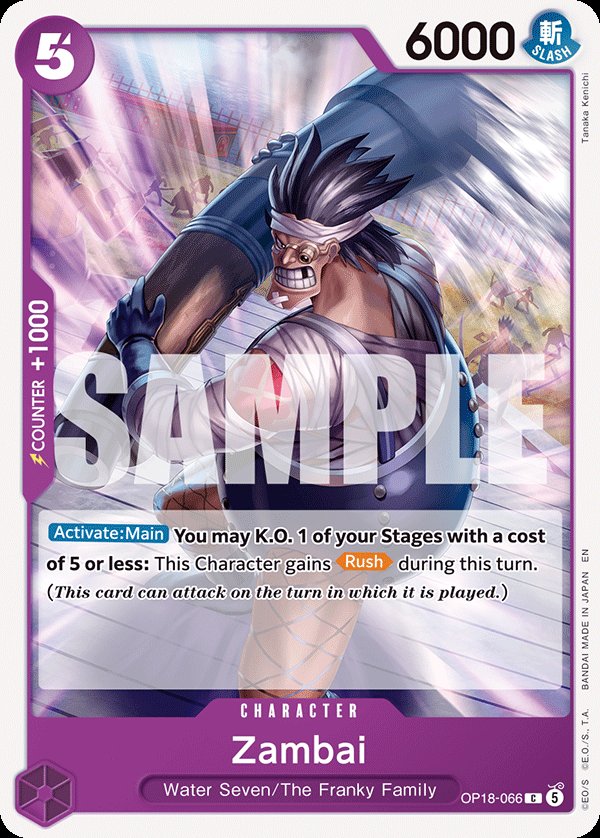 5
6000
斬
SLASH
Tanaka Kenichi
COUNTER +1000
SAMPLE
Activate:Main You may K.O. 1 of your Stages with a cost
of 5 or less: This Character gains Rush during this turn.
(This card can attack on the turn in which it is played.)
CHARACTER
Zambai
Water Seven/The Franky Family
OP18-066 C 5
©E.O/S ©E.O./S., T.A. BANDAI MADE IN JAPAN EN